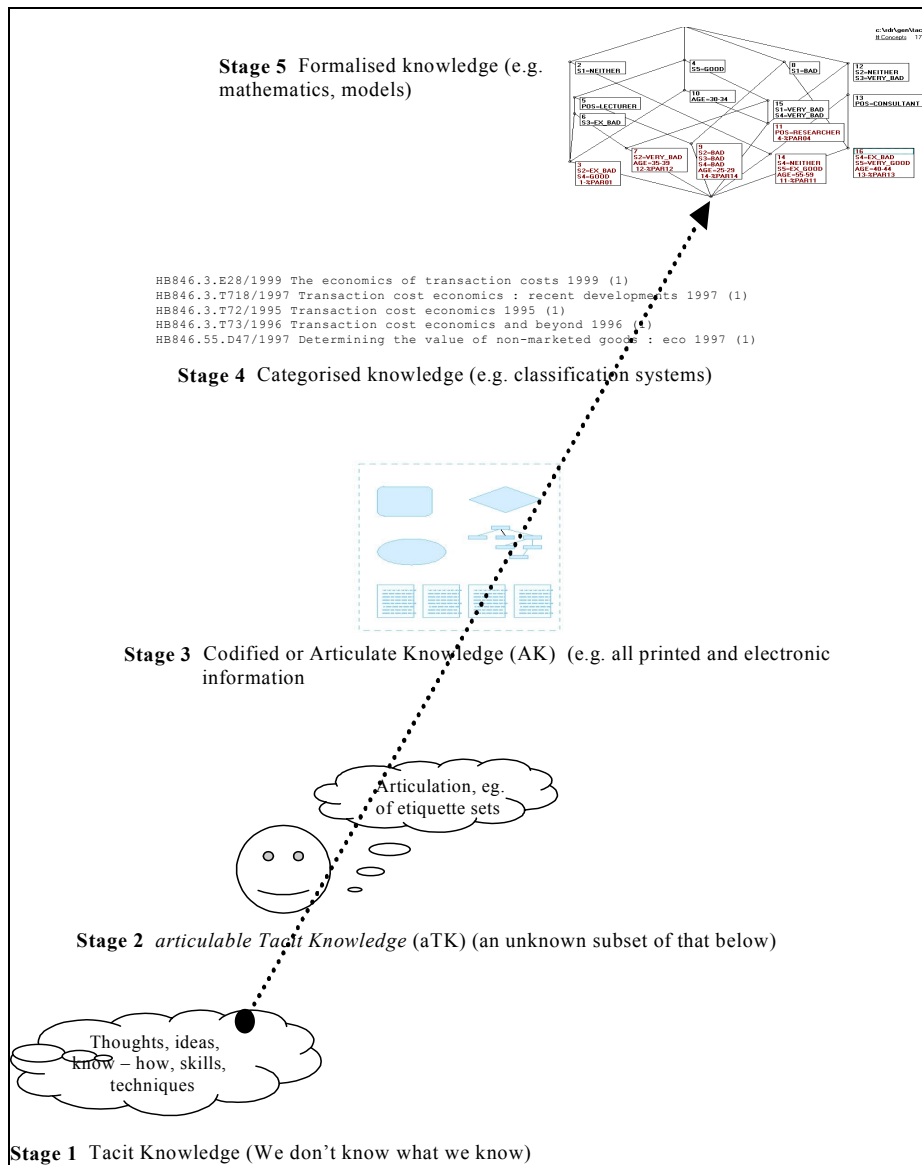 c:\rdr\gen\tac
# Concepts 17
Stage 5 Formalised knowledge (e.g.
mathematics, models)
2
S1=NEITHER
4
S5=GOOD
8
S1=BAD
12
S2=NEITHER
S3=VERY_BAD
5
POS=LECTURER
10
AGE=30-34
15
S1=VERY_BAD
S4=VERY_BAD
13
POS=CONSULTANT
6
S3=EX_BAD
11
POS=RESEARCHER
4-%PAR04
3
S2=EX_BAD
S4=GOOD
1-%PAR01
7
S2=VERY_BAD
AGE=35-39
12-%PAR12
9
S2=BAD
S3=BAD
S4=BAD
AGE=25-29
14-%PAR14
14
S4=NEITHER
S5=EX_GOOD
AGE=55-59
11-%PAR11
16
S4=EX_BAD
S5=VERY_GOOD
AGE=40-44
13-%PAR13
HB846.3.E28/1999 The economics of transaction costs 1999 (1)
HB846.3.T718/1997 Transaction cost economics : recent developments 1997 (1)
HB846.3.T72/1995 Transaction cost economics 1995 (1)
HB846.3.T73/1996 Transaction cost economics and beyond 1996 (1)
HB846.55.D47/1997 Determining the value of non-marketed goods : eco 1997 (1)
Stage 4 Categorised knowledge (e.g. classification systems)
Stage 3 Codified or Articulate Knowledge (AK) (e.g. all printed and electronic
information
Articulation, eg.
of etiquette sets
Stage 2 articulable Tacit Knowledge (aTK) (an unknown subset of that below)
Thoughts, ideas,
know – how, skills,
techniques
Stage 1 Tacit Knowledge (We don’t know what we know)